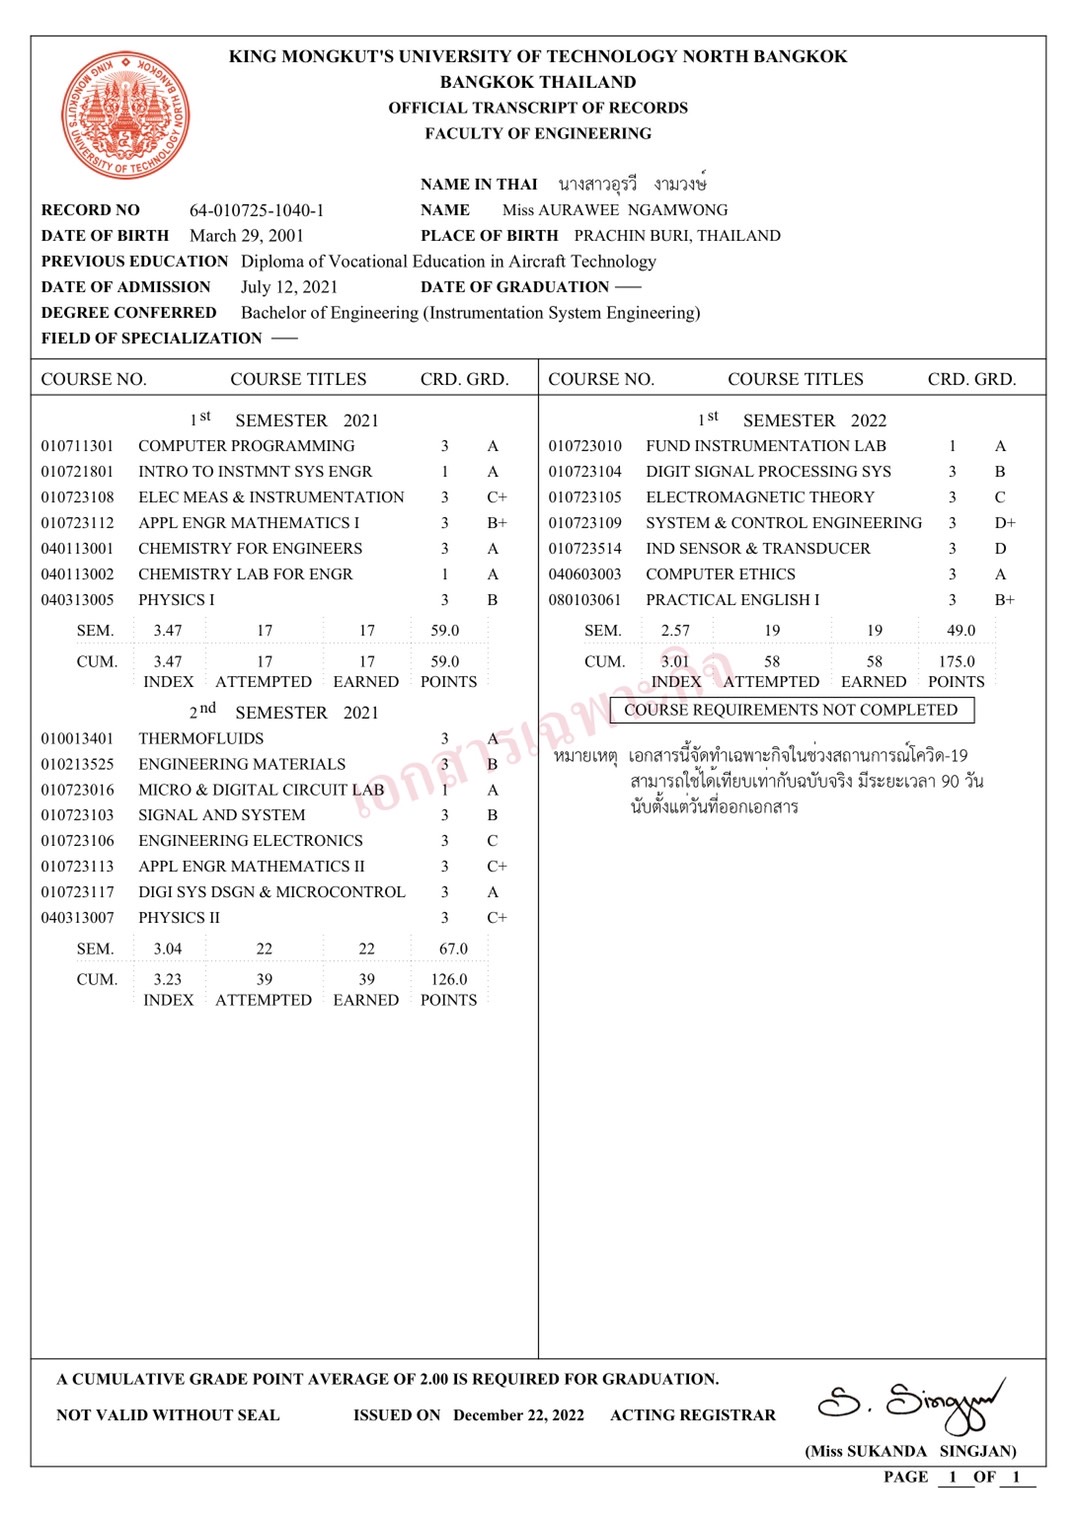 KING MONGKUT'S UNIVERSITY OF TECHNOLOGY NORTH BANGKOK
BANGKOK THAILAND
OFFICIAL TRANSCRIPT OF RECORDS
FACULTY OF ENGINEERING
KING MONGKUT'S UNIVERSITY OF TECHNOLOGY NORTH BANGKOK
NAME IN THAI นางสาวอุรวี งามวงษ์
RECORD NO 64-010725-1040-1 NAME Miss AURAWEE NGAMWONG
DATE OF BIRTH March 29, 2001 PLACE OF BIRTH PRACHIN BURI, THAILAND
PREVIOUS EDUCATION Diploma of Vocational Education in Aircraft Technology
DATE OF ADMISSION July 12, 2021 DATE OF GRADUATION —
DEGREE CONFERRED Bachelor of Engineering (Instrumentation System Engineering)
FIELD OF SPECIALIZATION —
COURSE NO. COURSE TITLES CRD. GRD.
1st SEMESTER 2021
010711301 COMPUTER PROGRAMMING 3 A
010721801 INTRO TO INSTMNT SYS ENGR 1 A
010723108 ELEC MEAS & INSTRUMENTATION 3 C+
010723112 APPL ENGR MATHEMATICS I 3 B+
040113001 CHEMISTRY FOR ENGINEERS 3 A
040113002 CHEMISTRY LAB FOR ENGR 1 A
040313005 PHYSICS I 3 B
SEM. 3.47 17 17 59.0
CUM. 3.47 17 17 59.0
INDEX ATTEMPTED EARNED POINTS
2nd SEMESTER 2021
010013401 THERMOFLUIDS 3 A
010213525 ENGINEERING MATERIALS 3 B
010723016 MICRO & DIGITAL CIRCUIT LAB 1 A
010723103 SIGNAL AND SYSTEM 3 B
010723106 ENGINEERING ELECTRONICS 3 C
010723113 APPL ENGR MATHEMATICS II 3 C+
010723117 DIGI SYS DSGN & MICROCONTROL 3 A
040313007 PHYSICS II 3 C+
SEM. 3.04 22 22 67.0
CUM. 3.23 39 39 126.0
INDEX ATTEMPTED EARNED POINTS
COURSE NO. COURSE TITLES CRD. GRD.
1st SEMESTER 2022
010723010 FUND INSTRUMENTATION LAB 1 A
010723104 DIGIT SIGNAL PROCESSING SYS 3 B
010723105 ELECTROMAGNETIC THEORY 3 C
010723109 SYSTEM & CONTROL ENGINEERING 3 D+
010723514 IND SENSOR & TRANSDUCER 3 D
040603003 COMPUTER ETHICS 3 A
080103061 PRACTICAL ENGLISH I 3 B+
SEM. 2.57 19 19 49.0
CUM. 3.01 58 58 175.0
INDEX ATTEMPTED EARNED POINTS
COURSE REQUIREMENTS NOT COMPLETED
หมายเหตุ เอกสารนี้จัดทำเฉพาะกิจในช่วงสถานการณ์โควิด-19
สามารถใช้ได้เทียบเท่ากับฉบับจริง มีระยะเวลา 90 วัน
นับตั้งแต่วันที่ออกเอกสาร
เอกสารเฉพาะกิจ
A CUMULATIVE GRADE POINT AVERAGE OF 2.00 IS REQUIRED FOR GRADUATION.
NOT VALID WITHOUT SEAL ISSUED ON December 22, 2022 ACTING REGISTRAR S. Singjan
(Miss SUKANDA SINGJAN)
PAGE 1 OF 1